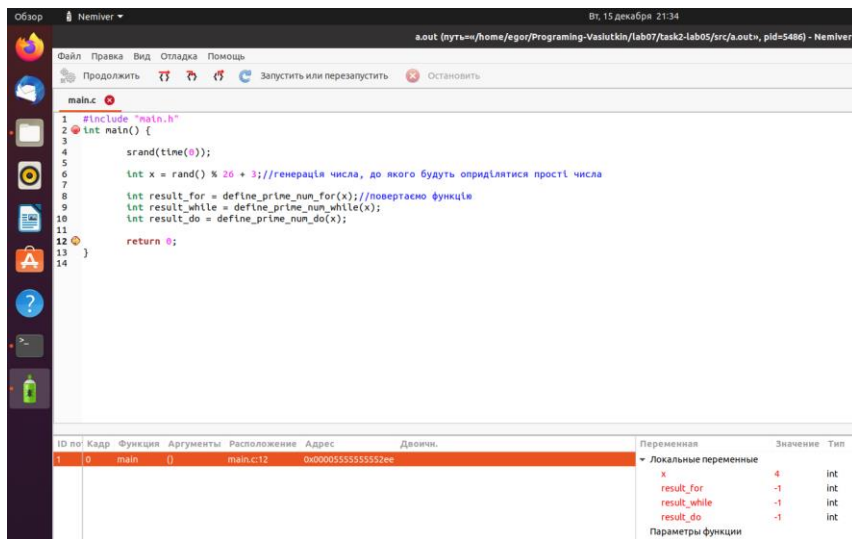 Обзор Nemiver Вт, 15 декабря 21:34
a.out (путь=«/home/egor/Programing-Vasiutkin/lab07/task2-lab05/src/a.out», pid=5486) - Nemiver
Файл Правка Вид Отладка Помощь
Продолжить Запустить или перезапустить Остановить
main.c
1 #include "main.h"
2 int main() {
3
4 srand(time(0));
5
6 int x = rand() % 26 + 3;//генерація числа, до якого будуть оприділятися прості числа
7
8 int result_for = define_prime_num_for(x);//повертаємо функцію
9 int result_while = define_prime_num_while(x);
10 int result_do = define_prime_num_do(x);
11
12 return 0;
13 }
14
ID по Кадр Функция Аргументы Расположение Адрес Двоичн.
1 0 main () main.c:12 0x00005555555552ee
Переменная Значение Тип
Локальные переменные
x 4 int
result_for -1 int
result_while -1 int
result_do -1 int
Параметры функции